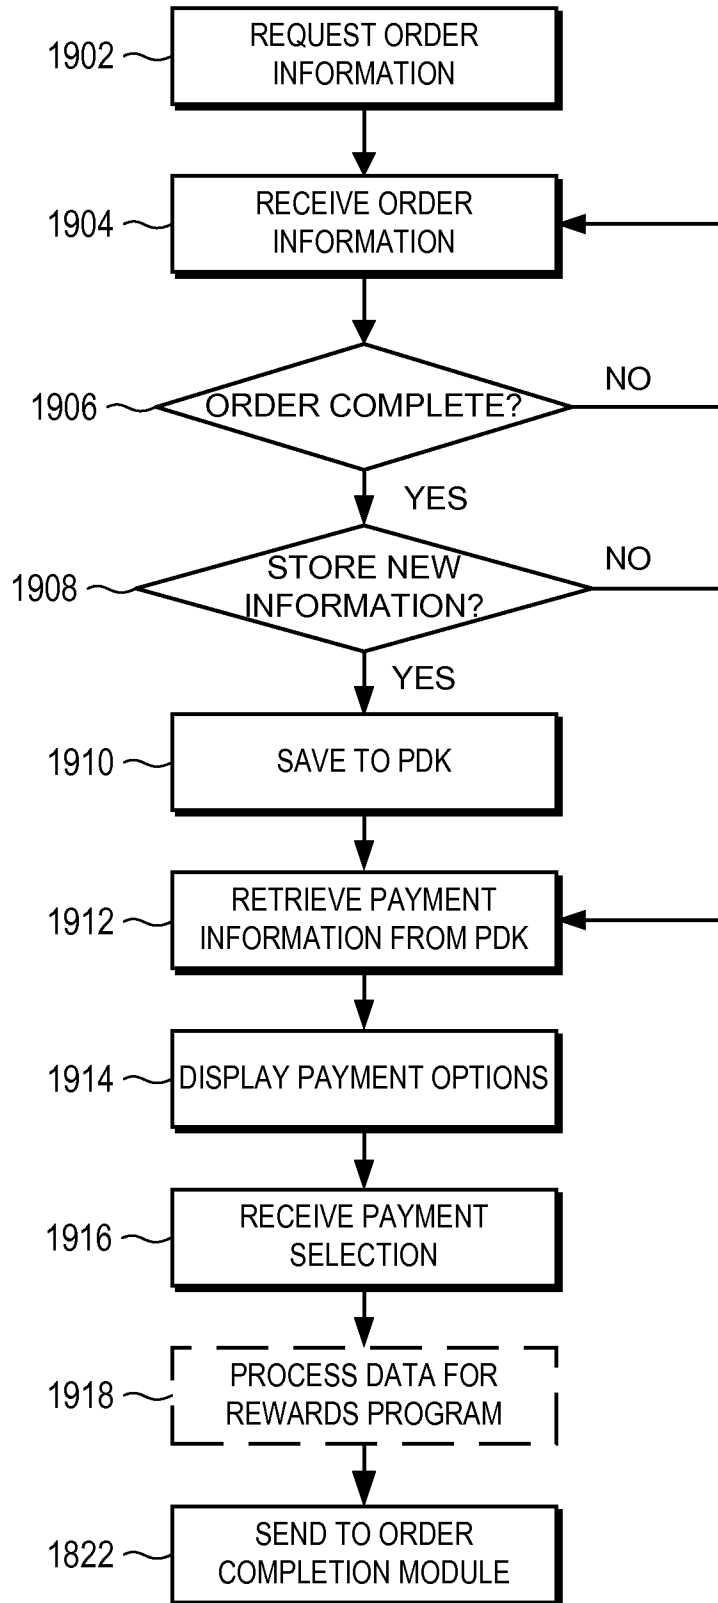 1902
REQUEST ORDER
INFORMATION
1904
RECEIVE ORDER
INFORMATION
1906
ORDER COMPLETE?
NO
YES
1908
STORE NEW
INFORMATION?
NO
YES
1910
SAVE TO PDK
1912
RETRIEVE PAYMENT
INFORMATION FROM PDK
1914
DISPLAY PAYMENT OPTIONS
1916
RECEIVE PAYMENT
SELECTION
1918
PROCESS DATA FOR
REWARDS PROGRAM
1822
SEND TO ORDER
COMPLETION MODULE